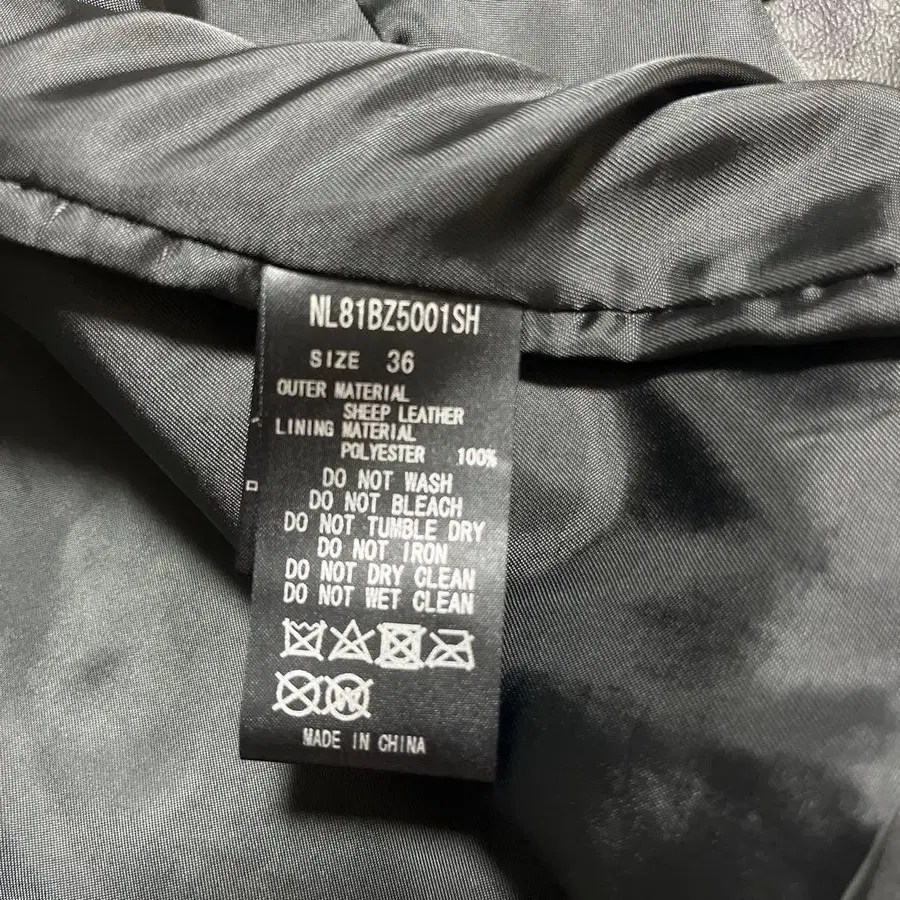 NL81BZ5001SH
SIZE 36
OUTER MATERIAL
SHEEP LEATHER
LINING MATERIAL
POLYESTER 100%
DO NOT WASH
DO NOT BLEACH
DO NOT TUMBLE DRY
DO NOT IRON
DO NOT DRY CLEAN
DO NOT WET CLEAN
W
MADE IN CHINA